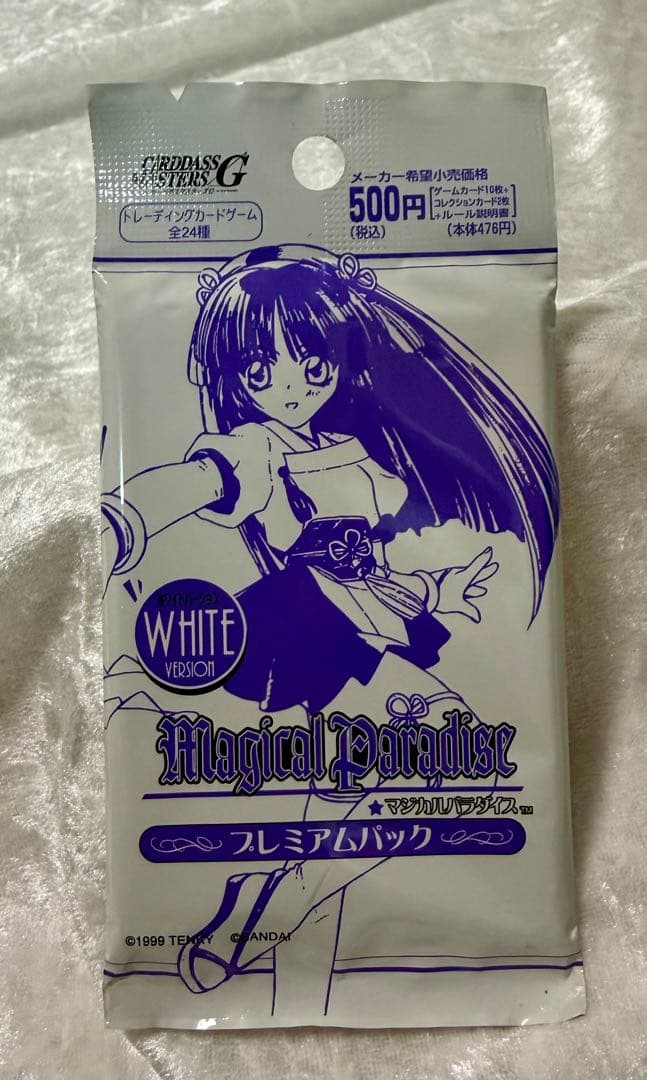 CARDDASS
MASTERS G
トレーディングカードゲーム
全24種
メーカー希望小売価格
500円
(税込)
[ゲームカード10枚+
コレクションカード2枚
+ルール説明書]
(本体476円)
ホワイトバージョン
WHITE
VERSION
Magical Paradise
★マジカルパラダイス™
プレミアムパック
©1999 TENKY ©BANDAI